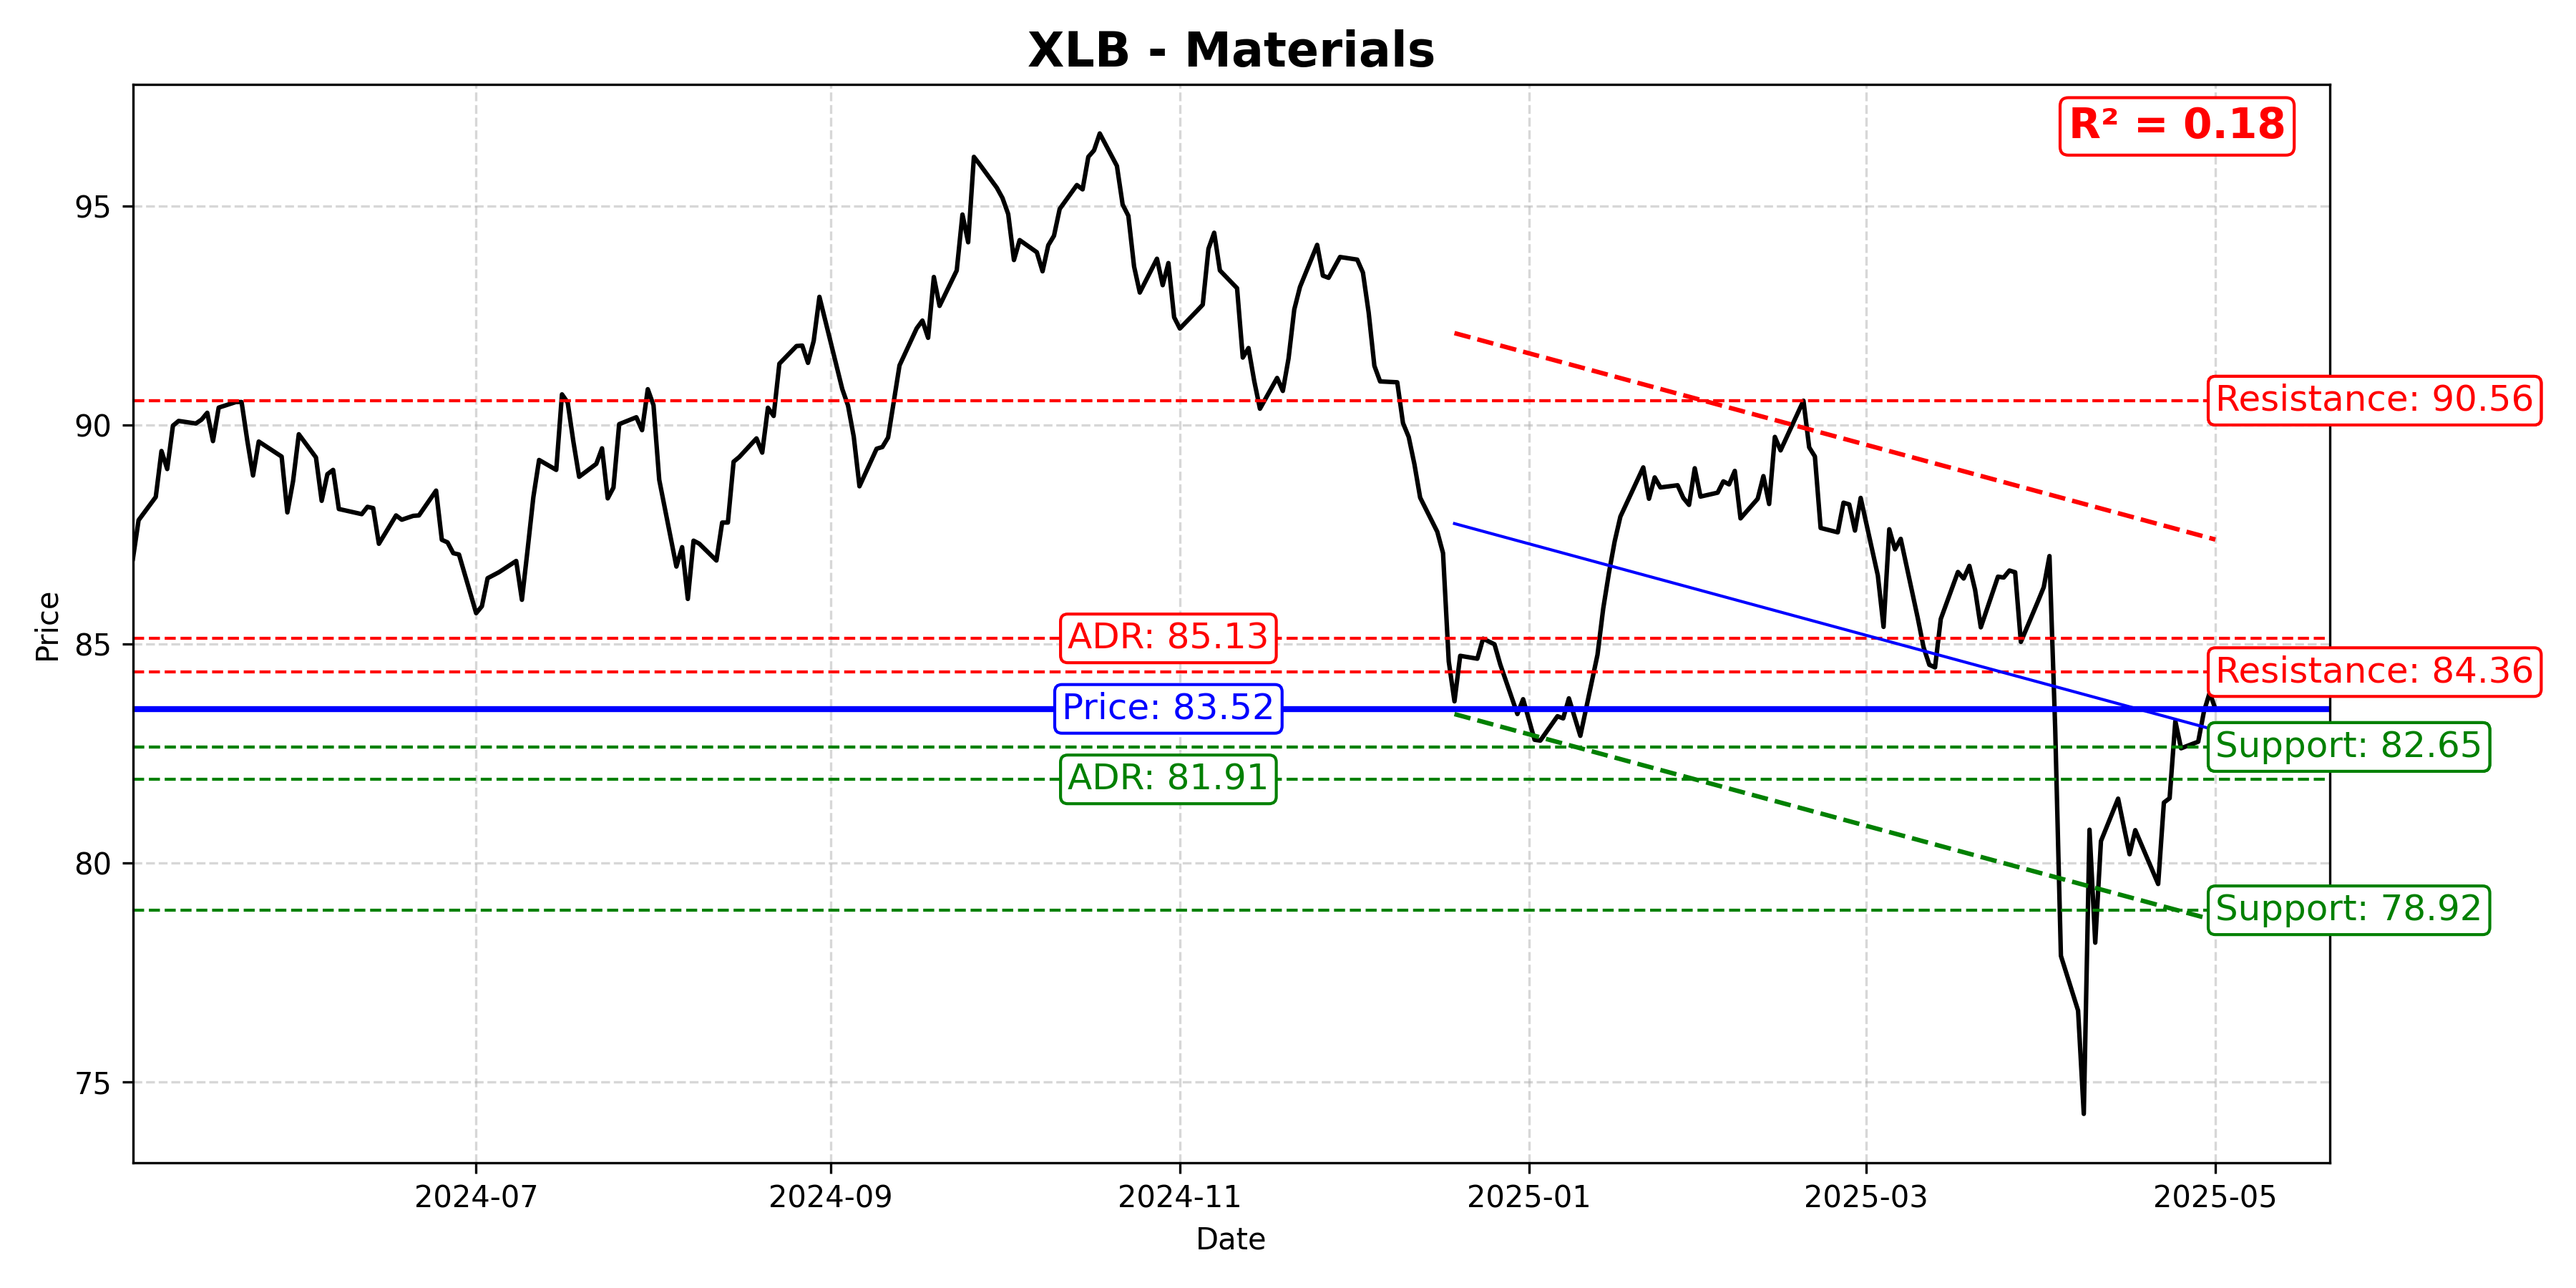 XLB - Materials
R² = 0.18
95
90
85
80
75
Price
Resistance: 90.56
ADR: 85.13
Resistance: 84.36
Price: 83.52
Support: 82.65
ADR: 81.91
Support: 78.92
2024-07
2024-09
2024-11
2025-01
2025-03
2025-05
Date